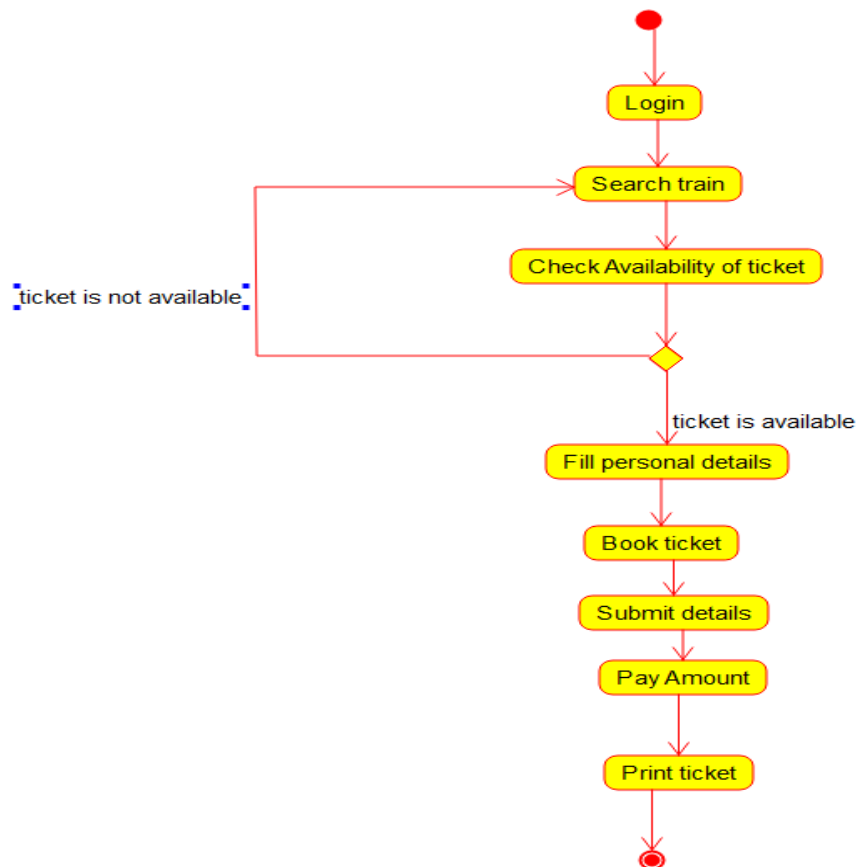 Login
Search train
Check Availability of ticket
ticket is not available
ticket is available
Fill personal details
Book ticket
Submit details
Pay Amount
Print ticket